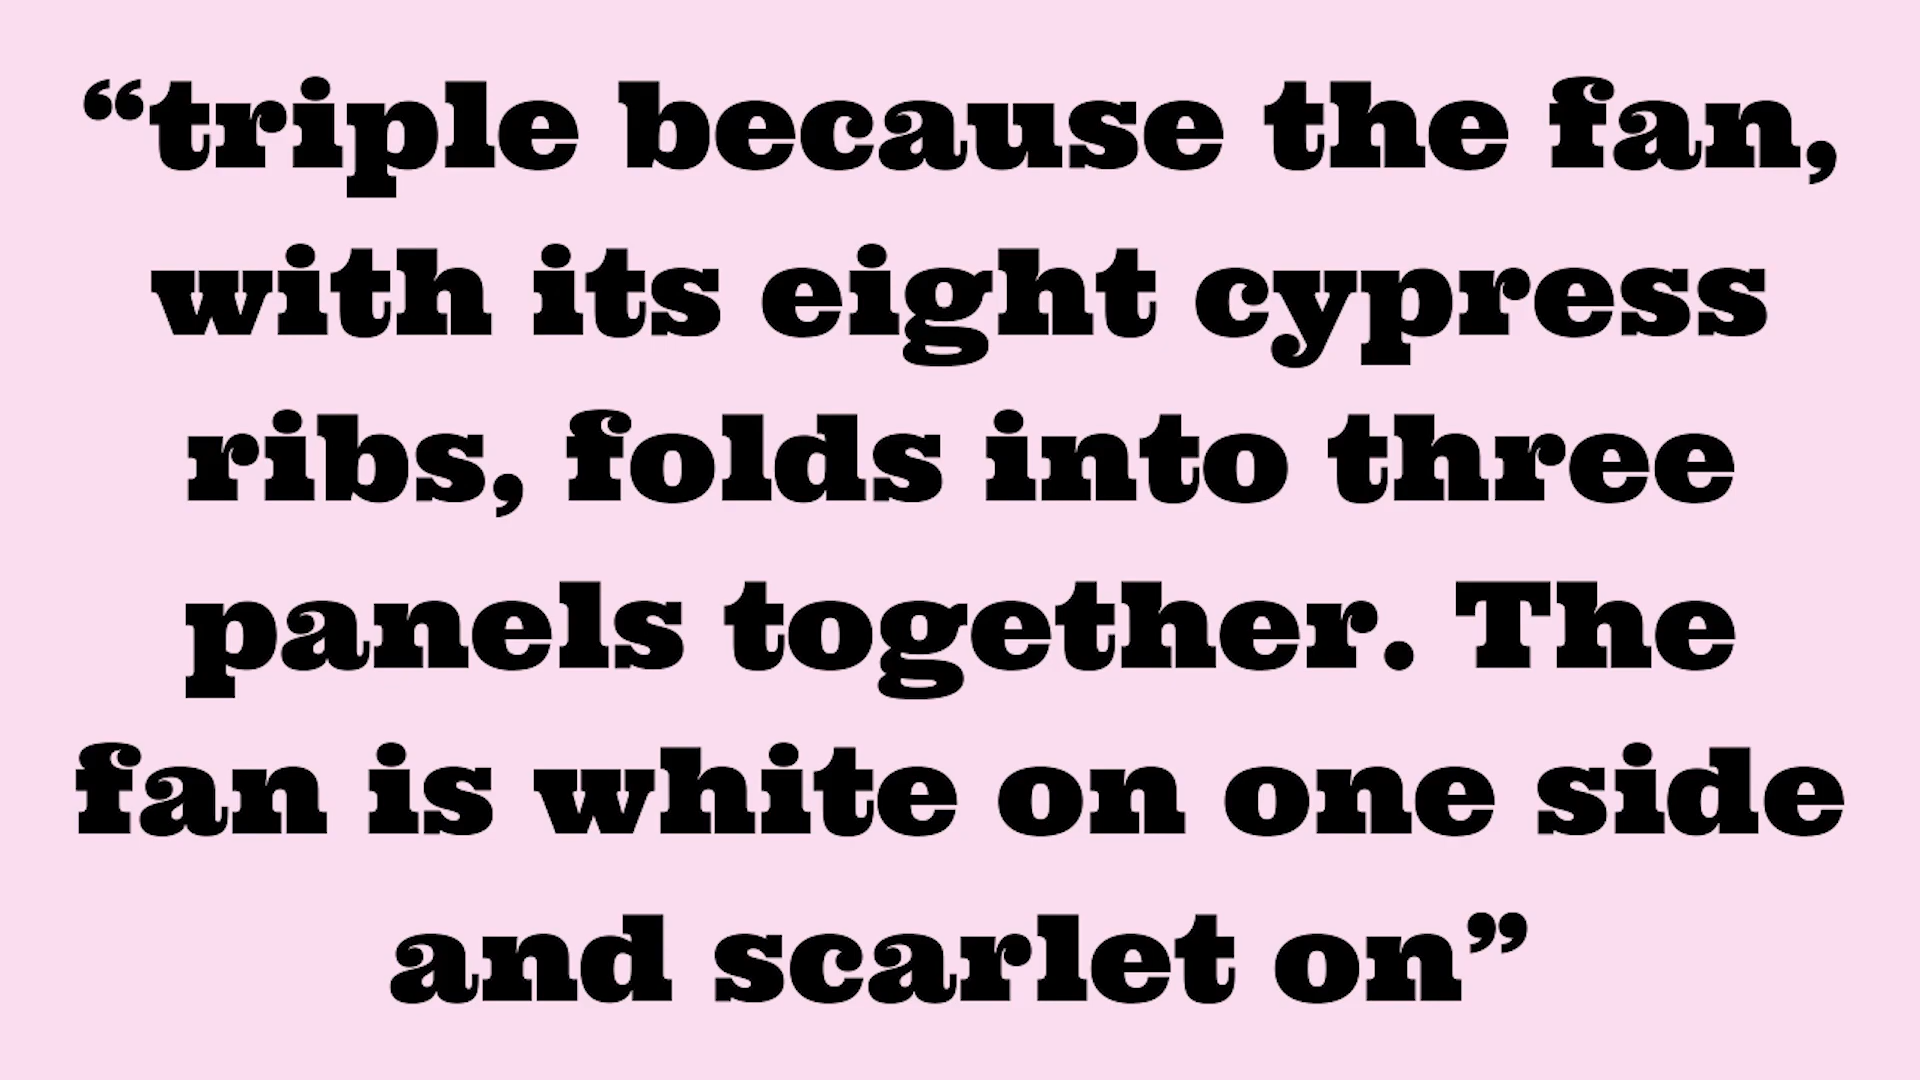 “triple because the fan,
with its eight cypress
ribs, folds into three
panels together. The
fan is white on one side
and scarlet on”